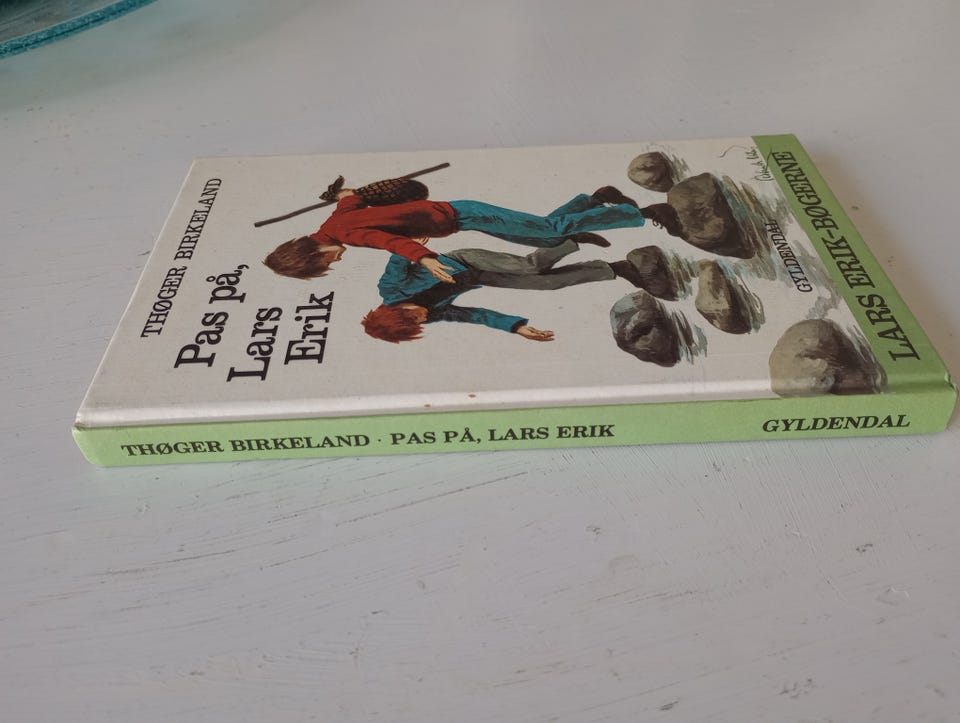 THØGER BIRKELAND
Pas på,
Lars
Erik
GYLDENDAL
LARS ERIK-BØGERNE
THØGER BIRKELAND · PAS PÅ, LARS ERIK GYLDENDAL